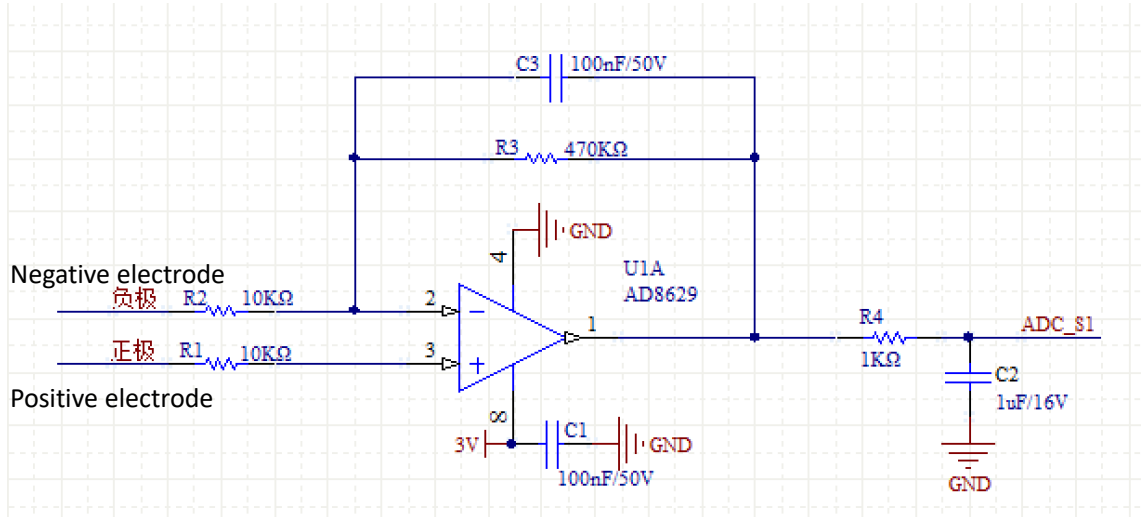 C3 100nF/50V
R3 470KΩ
GND
4
U1A
AD8629
Negative electrode
负极 R2 10KΩ 2
1
R4
1KΩ
ADC_S1
正极 R1 10KΩ 3
Positive electrode
8
3V
C1
GND
100nF/50V
C2
1uF/16V
GND